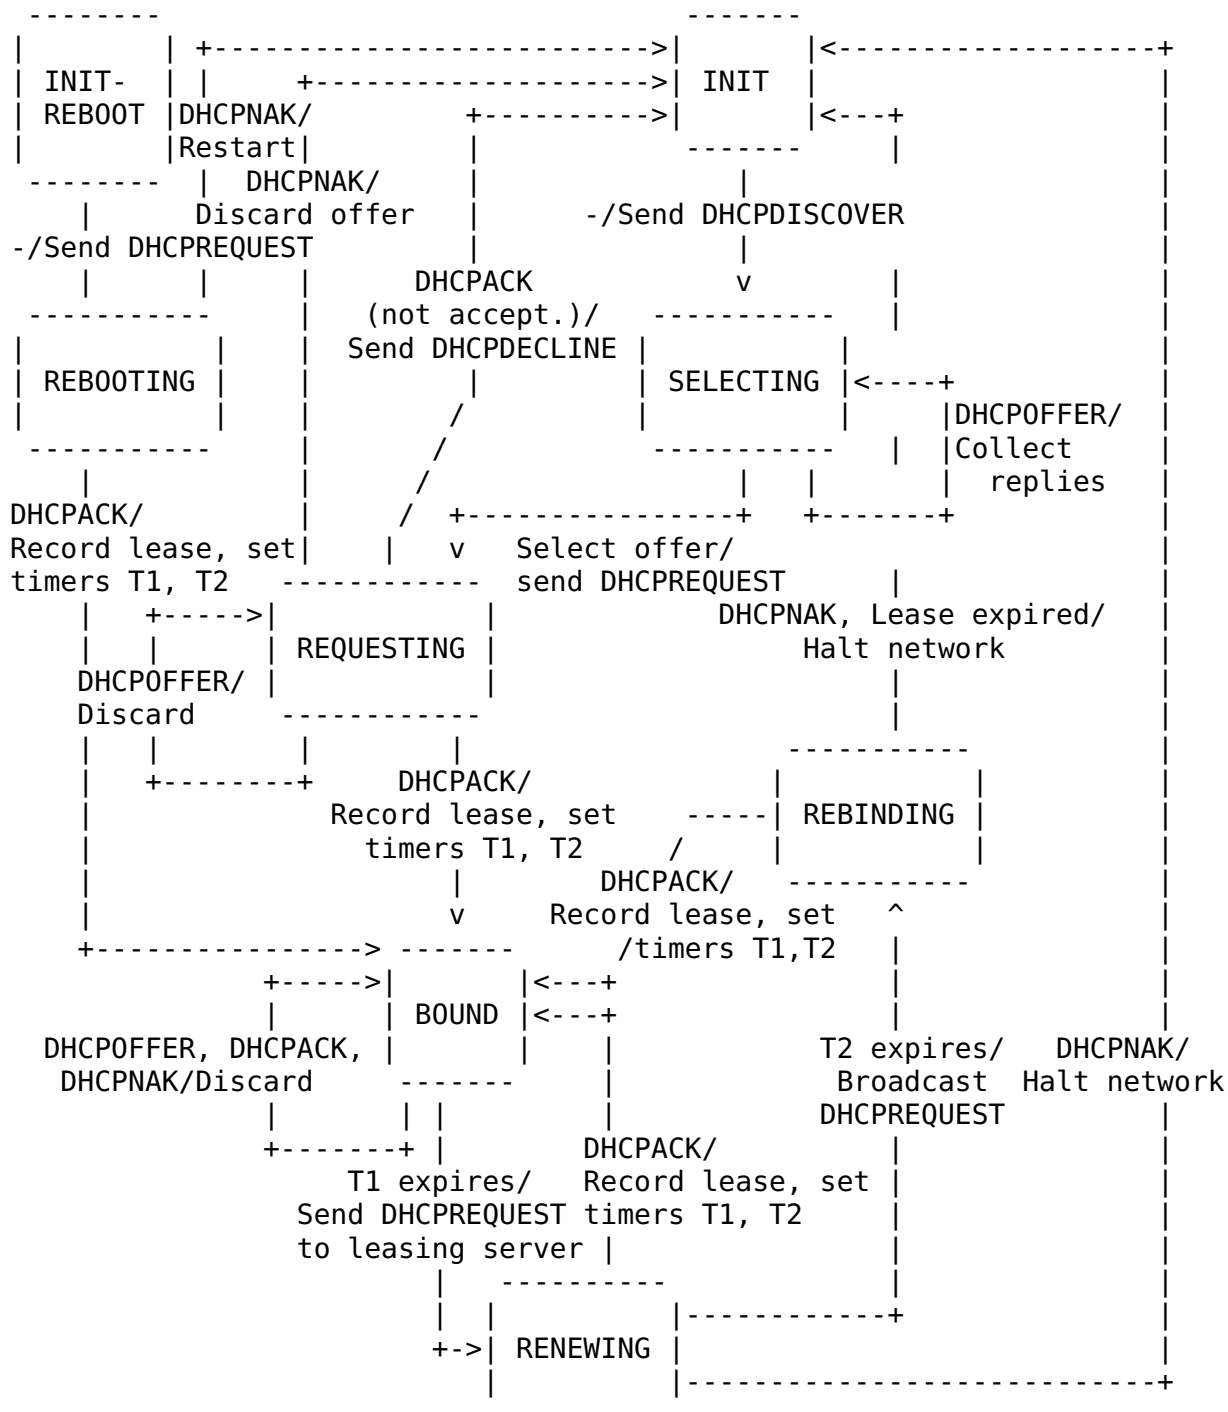 INIT- INIT
REBOOT DHCPNAK/
Restart
DHCPNAK/
Discard offer -/Send DHCPDISCOVER
-/Send DHCPREQUEST
DHCPACK
(not accept.)/
Send DHCPDECLINE
REBOOTING SELECTING
DHCPOFFER/
Collect
replies
DHCPACK/
Record lease, set Select offer/
timers T1, T2 send DHCPREQUEST
DHCPNAK, Lease expired/
REQUESTING Halt network
DHCPOFFER/
Discard
DHCPACK/
Record lease, set REBINDING
timers T1, T2
DHCPACK/
Record lease, set
/timers T1,T2
BOUND
DHCPOFFER, DHCPACK, T2 expires/ DHCPNAK/
DHCPNAK/Discard Broadcast Halt network
DHCPREQUEST
DHCPACK/
T1 expires/ Record lease, set
Send DHCPREQUEST timers T1, T2
to leasing server
RENEWING